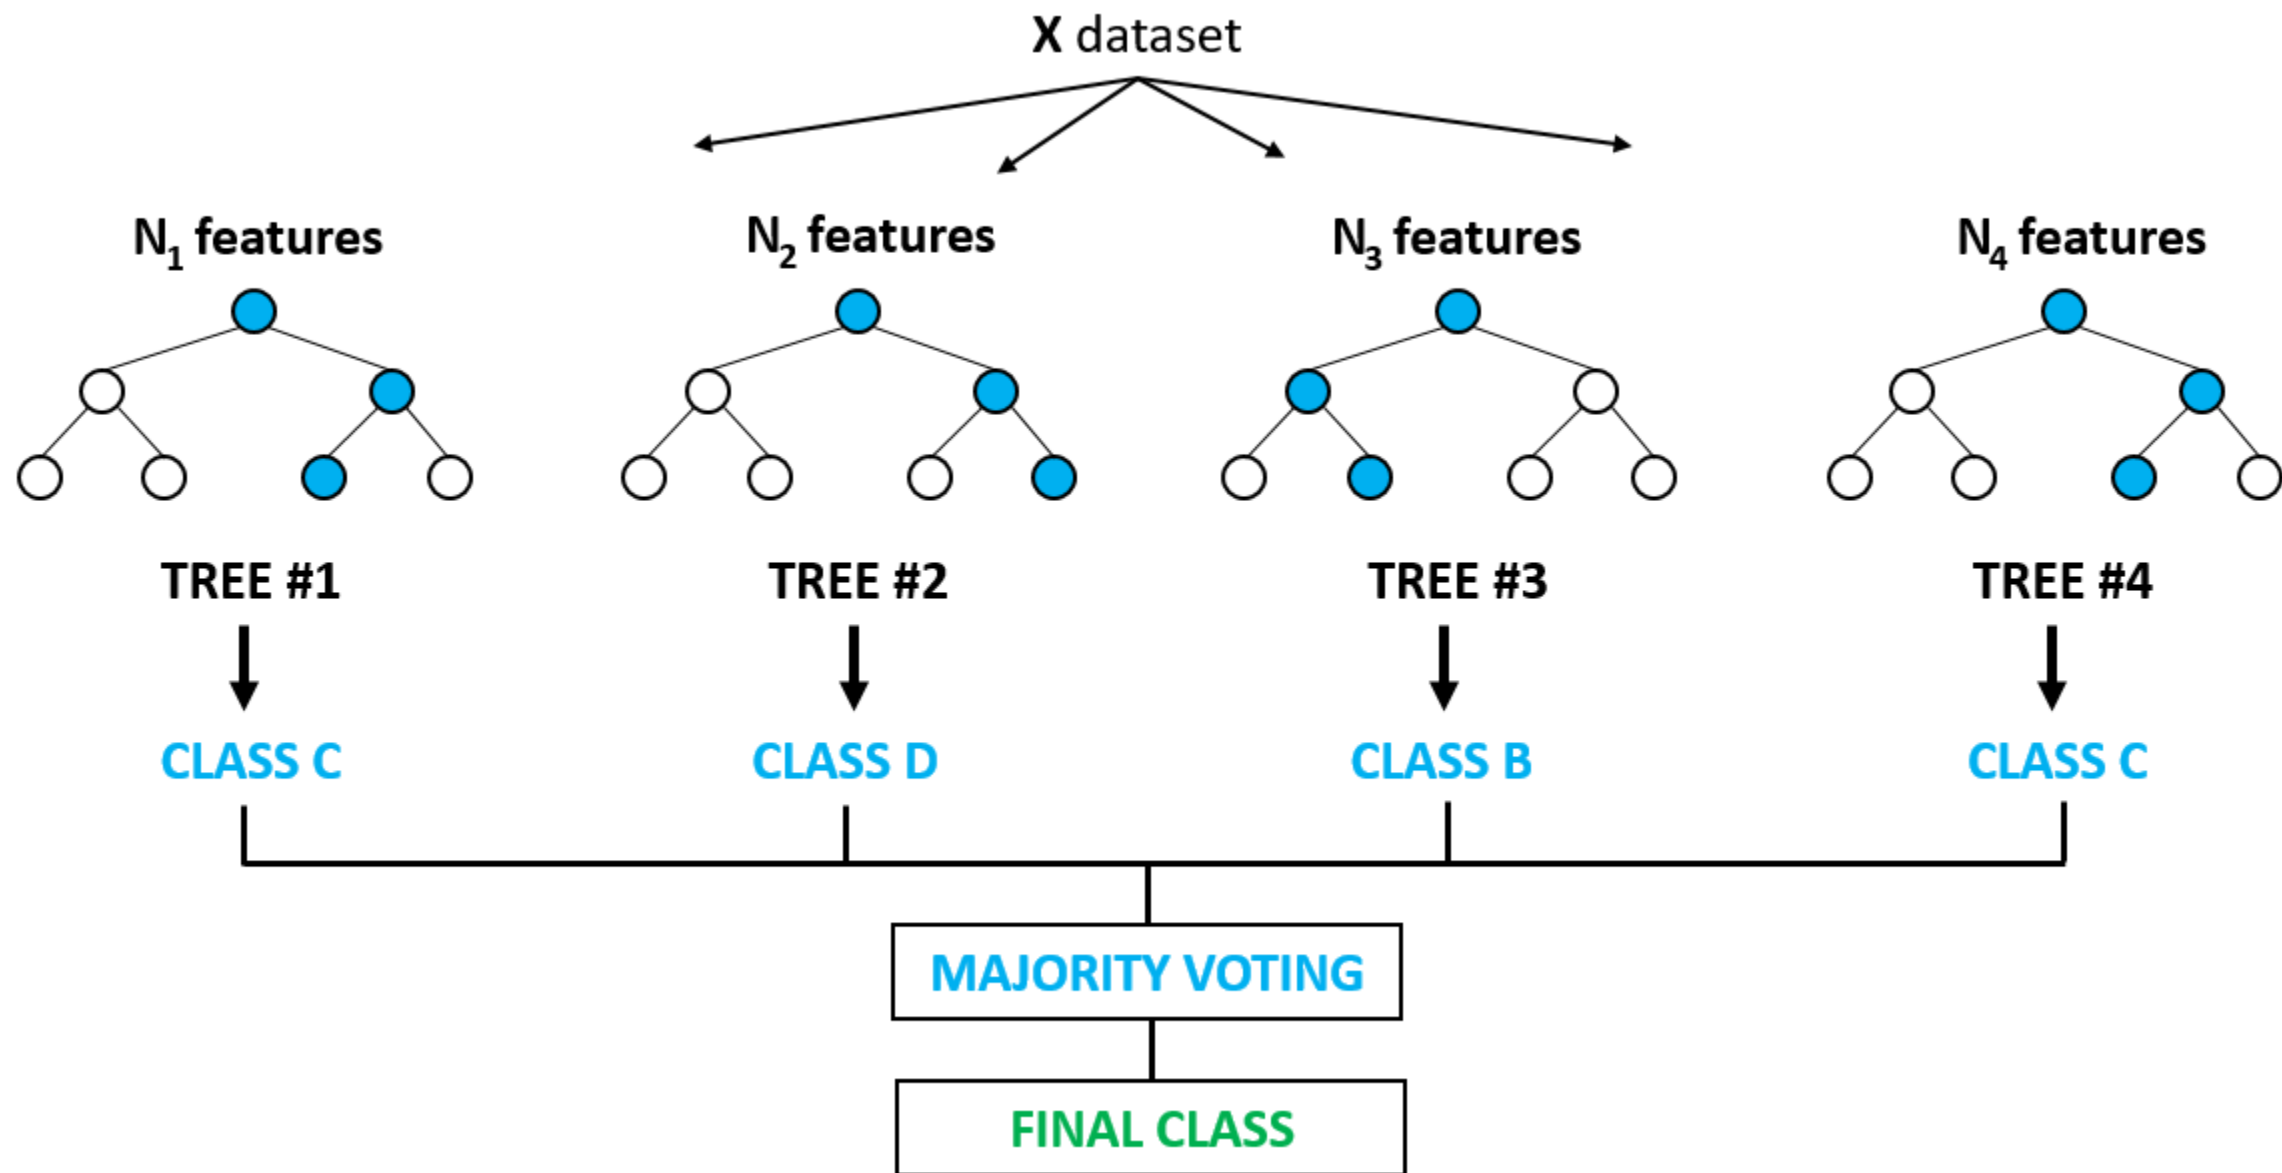 X dataset
N₁ features
N₂ features
N₃ features
N₄ features
TREE #1
TREE #2
TREE #3
TREE #4
CLASS C
CLASS D
CLASS B
CLASS C
MAJORITY VOTING
FINAL CLASS